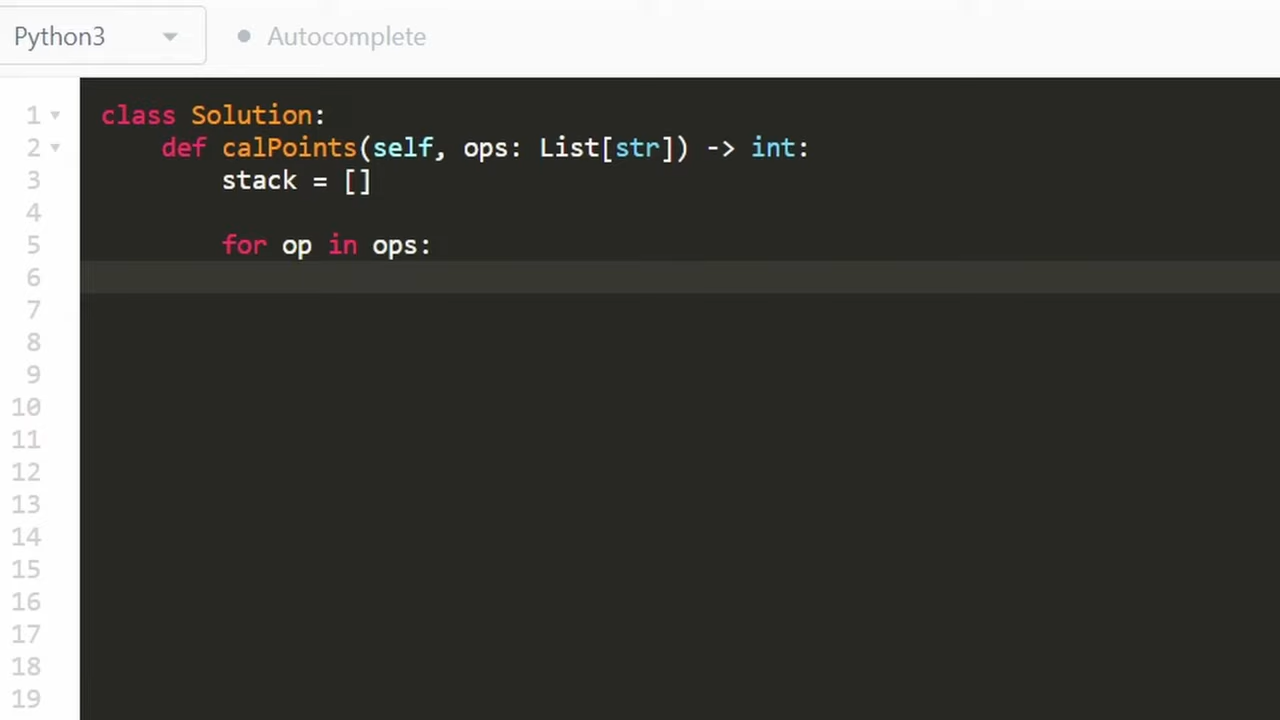 Python3
Autocomplete
1 class Solution:
2     def calPoints(self, ops: List[str]) -> int:
3         stack = []
4
5         for op in ops:
6
7
8
9
10
11
12
13
14
15
16
17
18
19